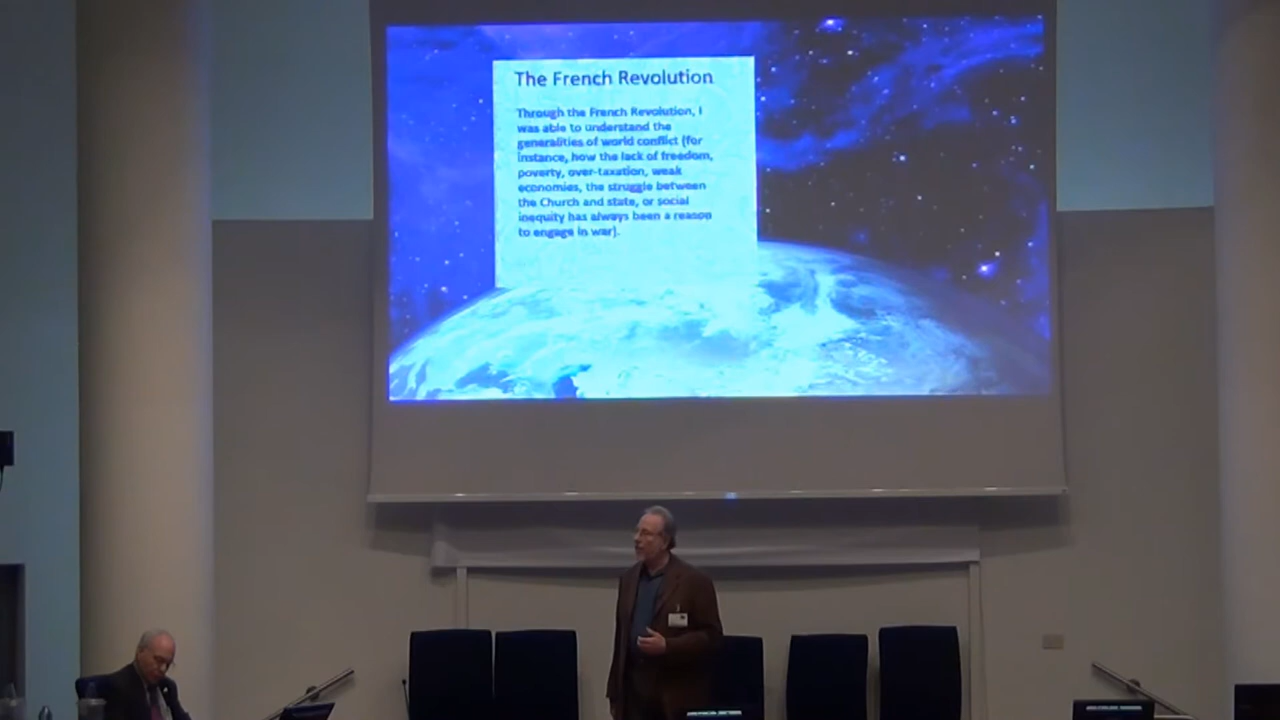 The French Revolution
Through the French Revolution, I
was able to understand the
generalities of world conflict (for
instance, how the lack of freedom,
poverty, over-taxation, weak
economies, the struggle between
the Church and state, or social
inequity has always been a reason
to engage in war).